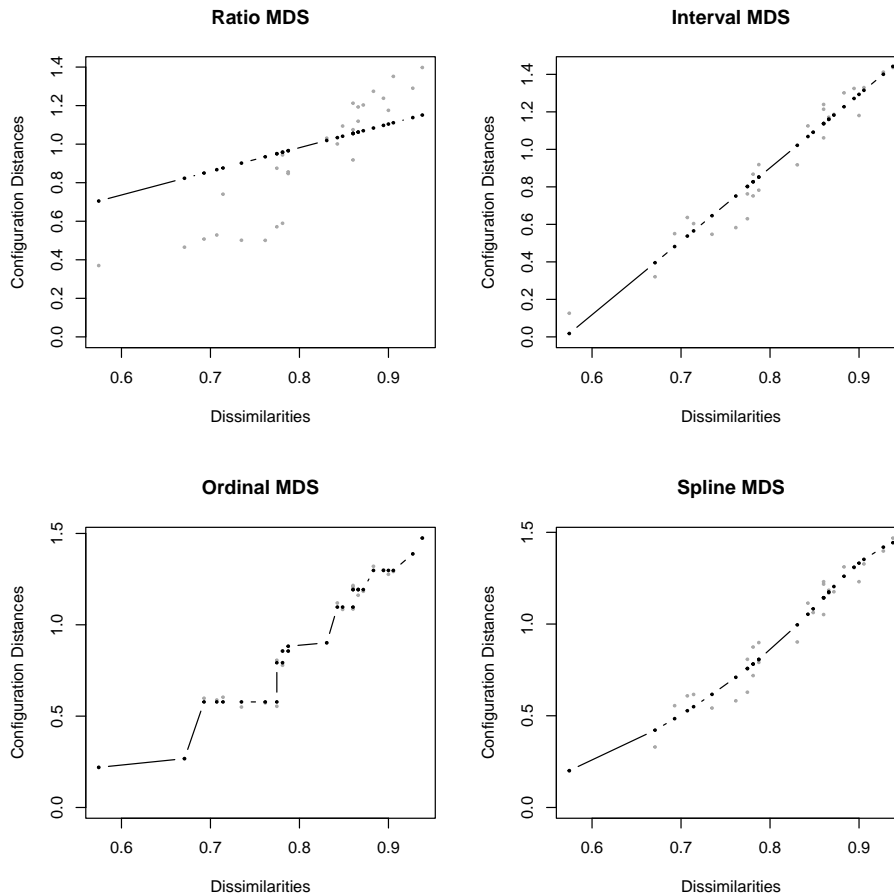 Ratio MDS
Configuration Distances
0.0 0.2 0.4 0.6 0.8 1.0 1.2 1.4
0.6 0.7 0.8 0.9
Dissimilarities
Interval MDS
Configuration Distances
0.0 0.2 0.4 0.6 0.8 1.0 1.2 1.4
0.6 0.7 0.8 0.9
Dissimilarities
Ordinal MDS
Configuration Distances
0.0 0.5 1.0 1.5
0.6 0.7 0.8 0.9
Dissimilarities
Spline MDS
Configuration Distances
0.0 0.5 1.0 1.5
0.6 0.7 0.8 0.9
Dissimilarities